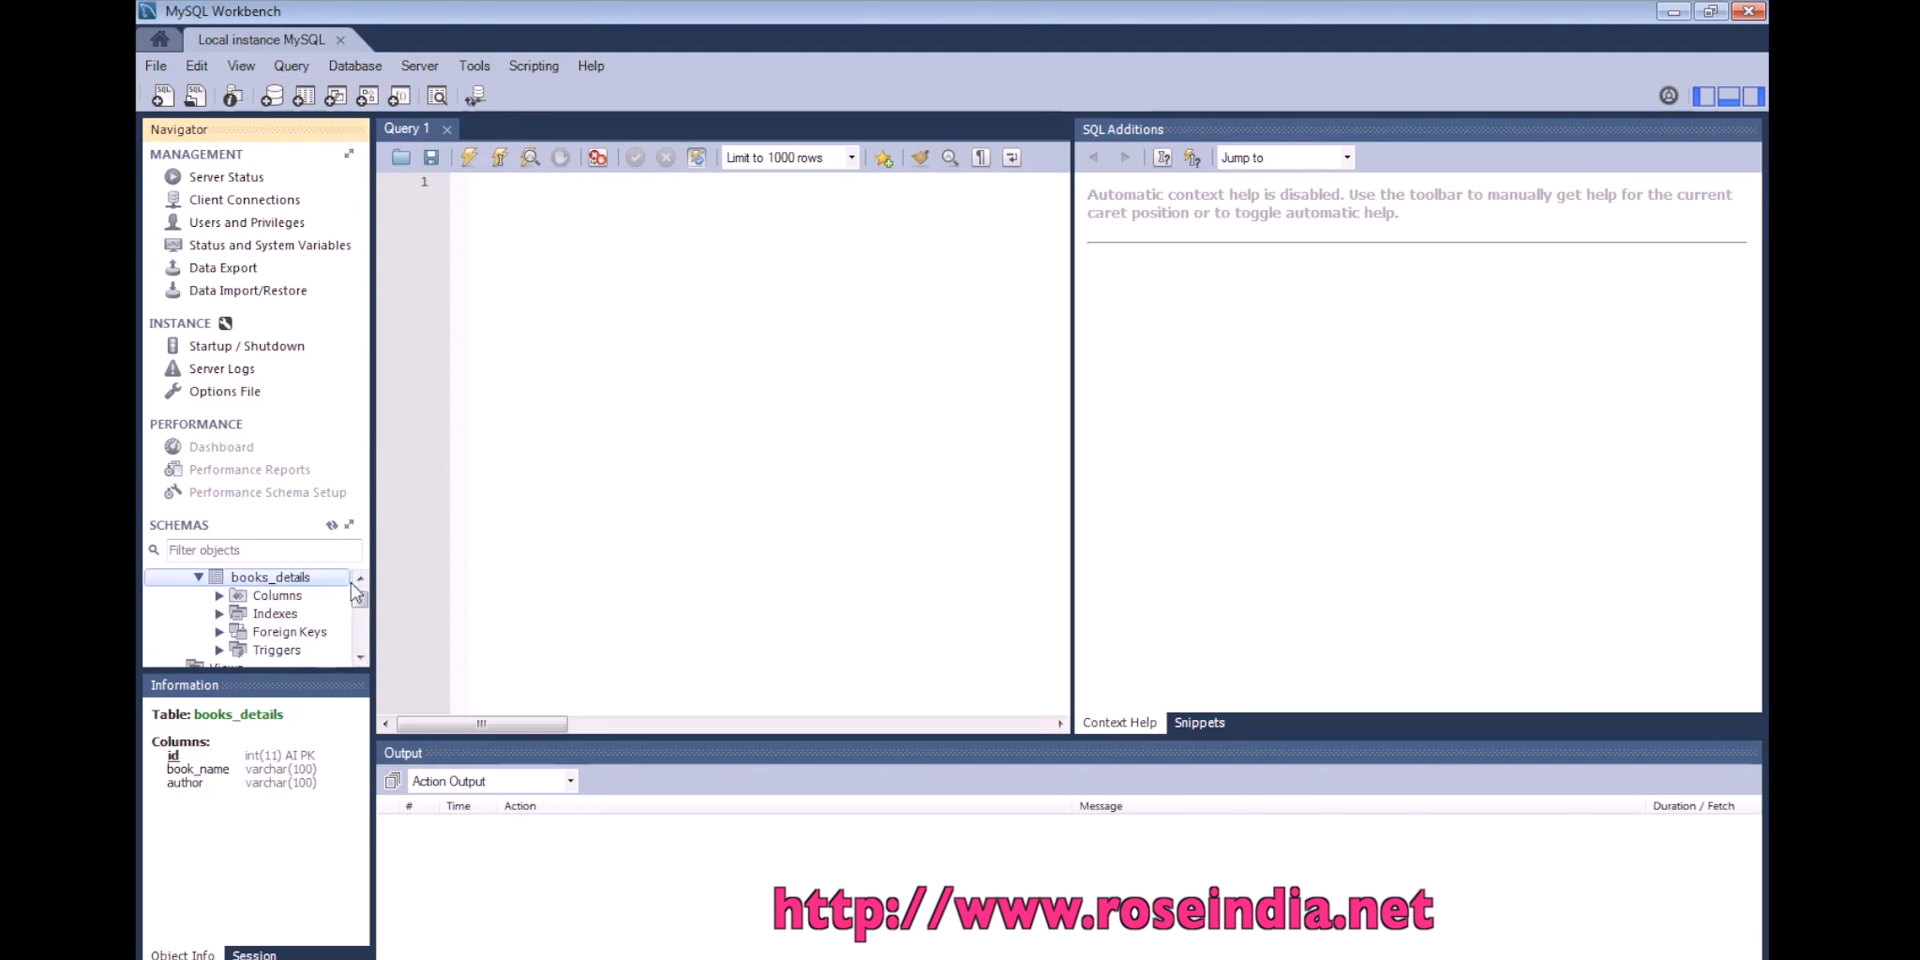 MySQL Workbench
Local instance MySQL
File Edit View Query Database Server Tools Scripting Help
Navigator
MANAGEMENT
Server Status
Client Connections
Users and Privileges
Status and System Variables
Data Export
Data Import/Restore
INSTANCE
Startup / Shutdown
Server Logs
Options File
PERFORMANCE
Dashboard
Performance Reports
Performance Schema Setup
SCHEMAS
Filter objects
books_details
Columns
Indexes
Foreign Keys
Triggers
Views
Information
Table: books_details
Columns:
id int(11) AI PK
book_name varchar(100)
author varchar(100)
Object Info Session
Query 1
Limit to 1000 rows
1
SQL Additions
Jump to
Automatic context help is disabled. Use the toolbar to manually get help for the current
caret position or to toggle automatic help.
Context Help Snippets
Output
Action Output
# Time Action Message Duration / Fetch
http://www.roseindia.net